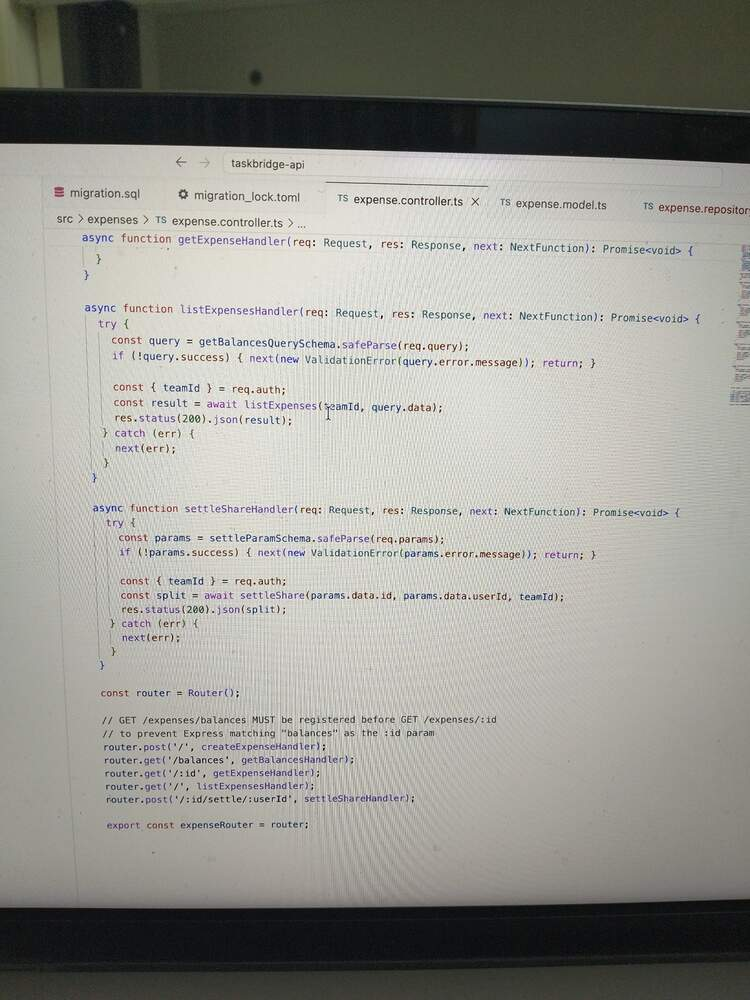 ← → taskbridge-api
migration.sql migration_lock.toml TS expense.controller.ts × TS expense.model.ts TS expense.repository
src > expenses > TS expense.controller.ts > ...
async function getExpenseHandler(req: Request, res: Response, next: NextFunction): Promise<void> {
}
}
async function listExpensesHandler(req: Request, res: Response, next: NextFunction): Promise<void> {
try {
const query = getBalancesQuerySchema.safeParse(req.query);
if (!query.success) { next(new ValidationError(query.error.message)); return; }
const { teamId } = req.auth;
const result = await listExpenses(teamId, query.data);
res.status(200).json(result);
} catch (err) {
next(err);
}
}
async function settleShareHandler(req: Request, res: Response, next: NextFunction): Promise<void> {
try {
const params = settleParamSchema.safeParse(req.params);
if (!params.success) { next(new ValidationError(params.error.message)); return; }
const { teamId } = req.auth;
const split = await settleShare(params.data.id, params.data.userId, teamId);
res.status(200).json(split);
} catch (err) {
next(err);
}
}
const router = Router();
// GET /expenses/balances MUST be registered before GET /expenses/:id
// to prevent Express matching "balances" as the :id param
router.post('/', createExpenseHandler);
router.get('/balances', getBalancesHandler);
router.get('/:id', getExpenseHandler);
router.get('/', listExpensesHandler);
router.post('/:id/settle/:userId', settleShareHandler);
export const expenseRouter = router;